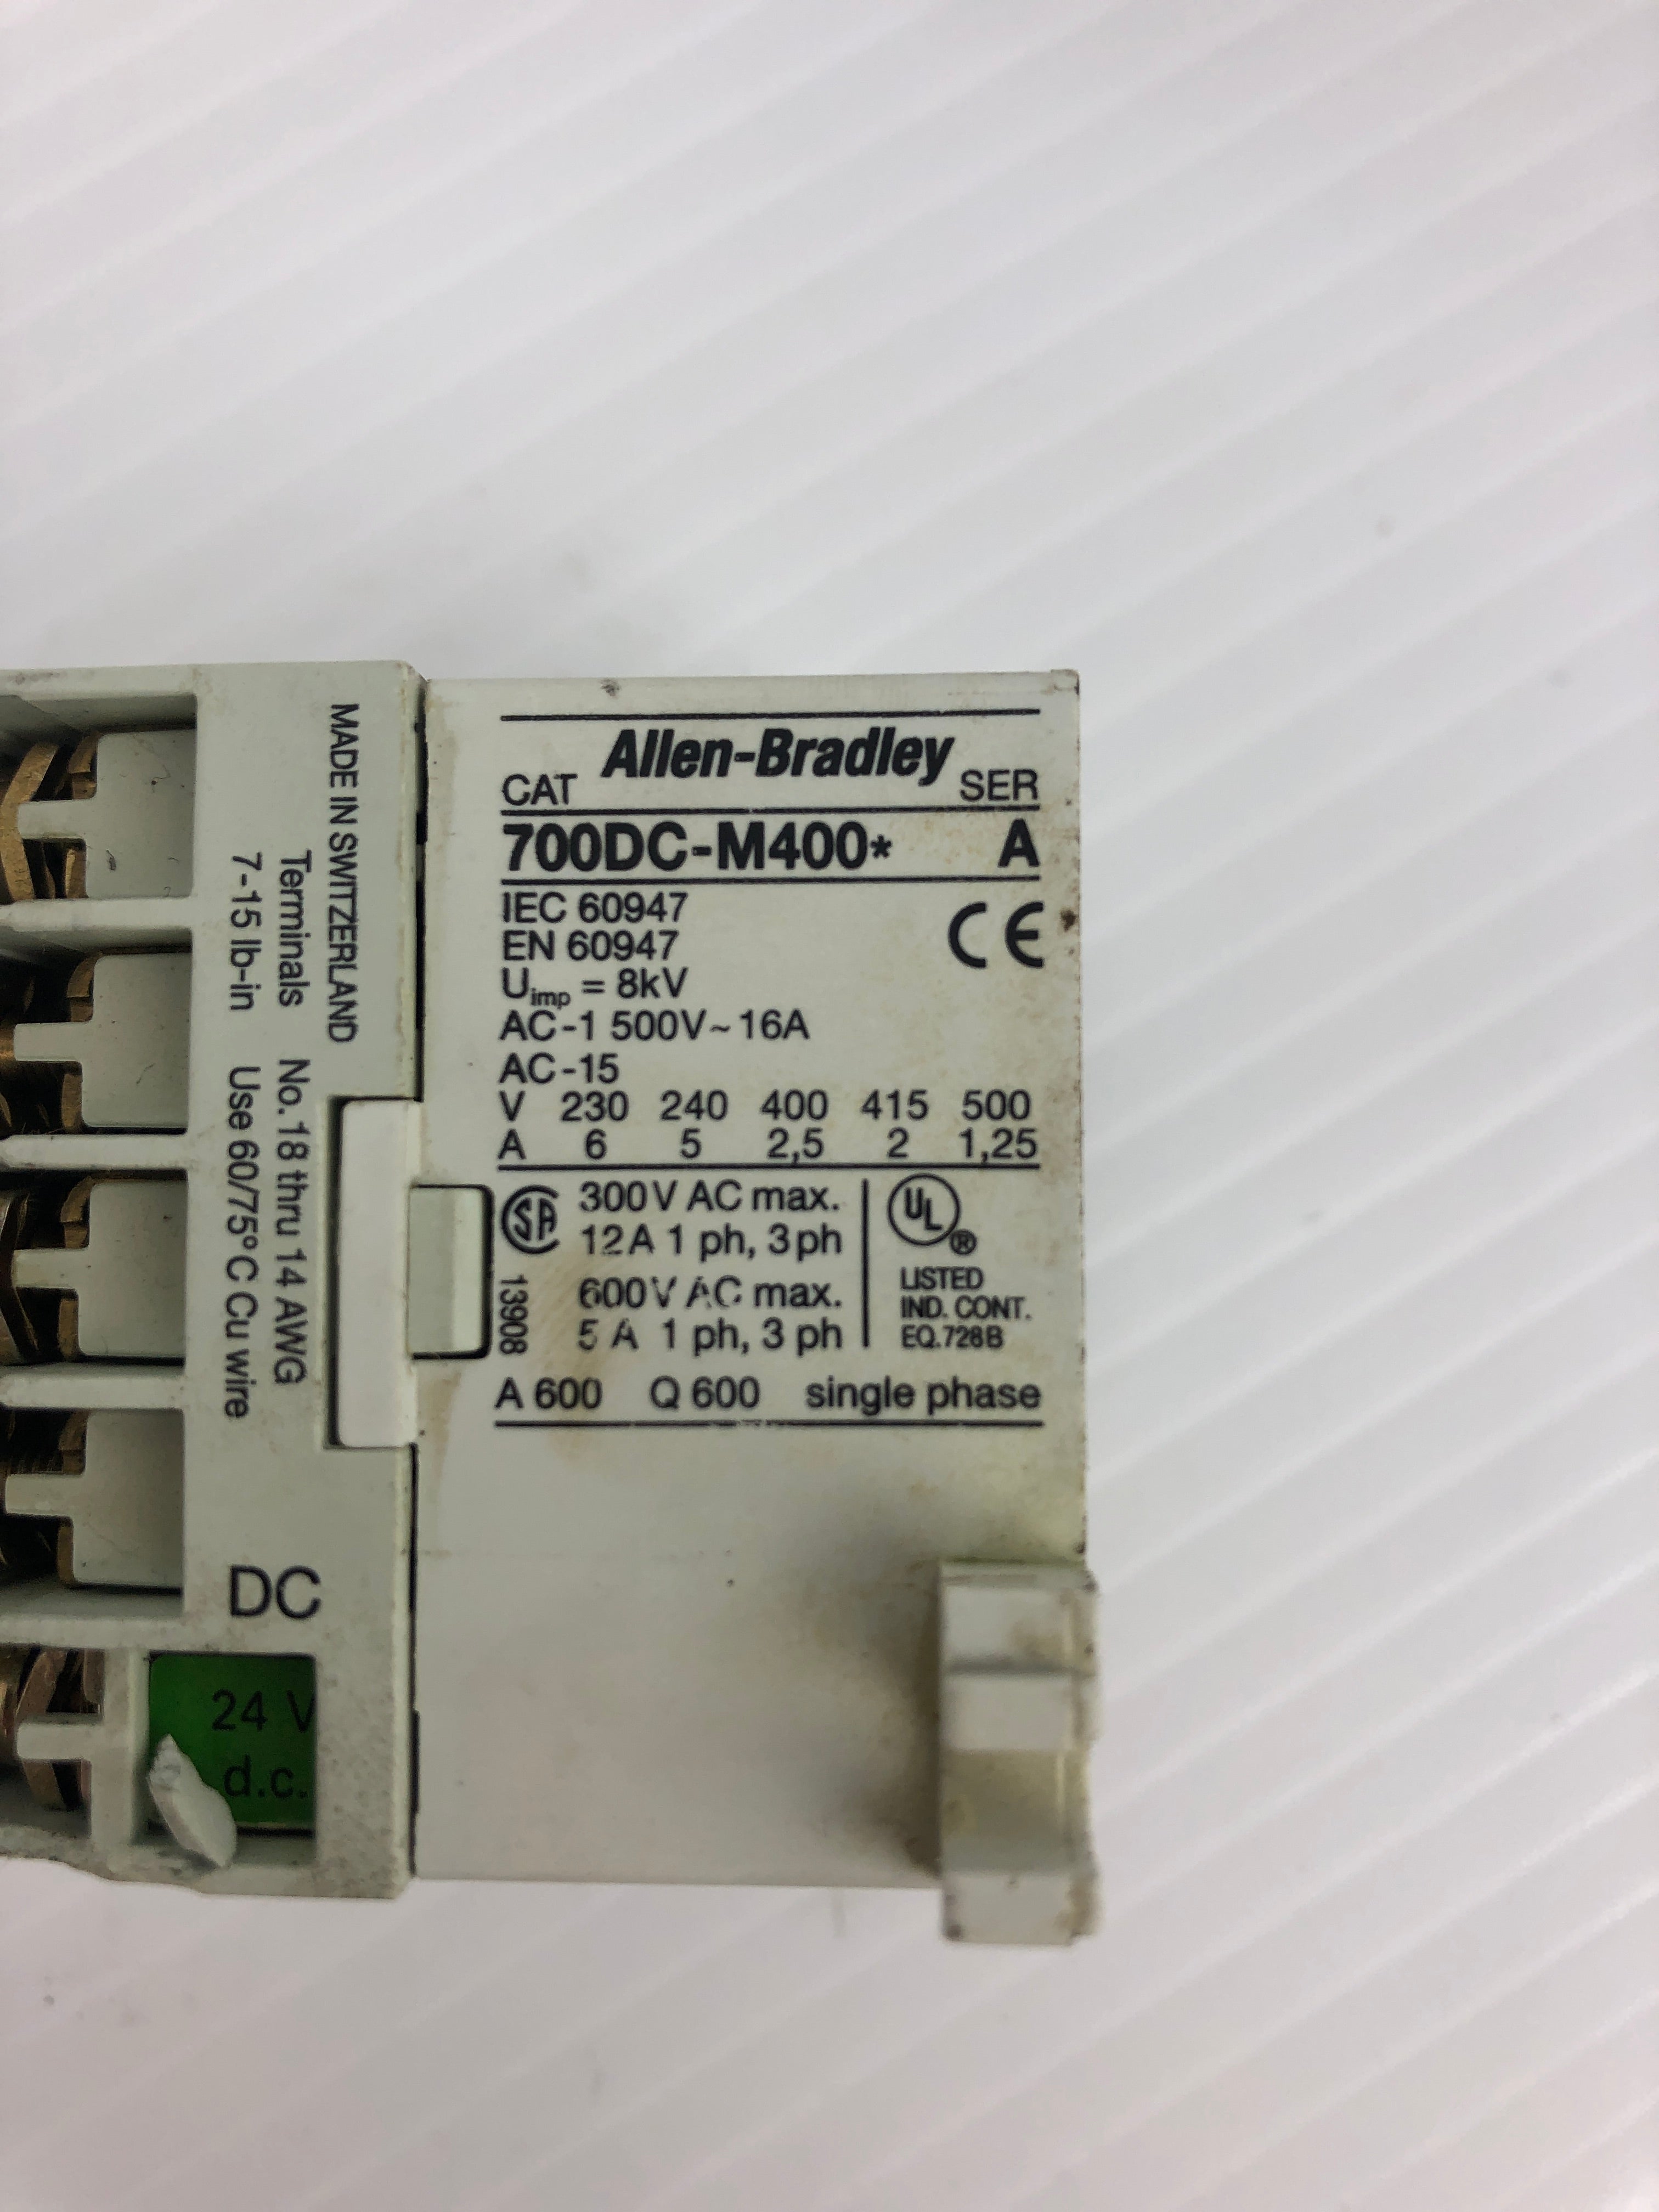 Allen-Bradley
CAT SER
700DC-M400* A
IEC 60947
EN 60947
CE
Uimp = 8kV
AC-1 500V~16A
AC-15
V 230 240 400 415 500
A 6 5 2,5 2 1,25
SA 300V AC max.
12A 1 ph, 3ph
600V AC max.
5 A 1 ph, 3 ph
13908
UL ®
LISTED
IND. CONT.
EQ.728B
A 600 Q 600 single phase
MADE IN SWITZERLAND
Terminals No. 18 thru 14 AWG
7-15 lb-in Use 60/75°C Cu wire
DC
24 V
d.c.